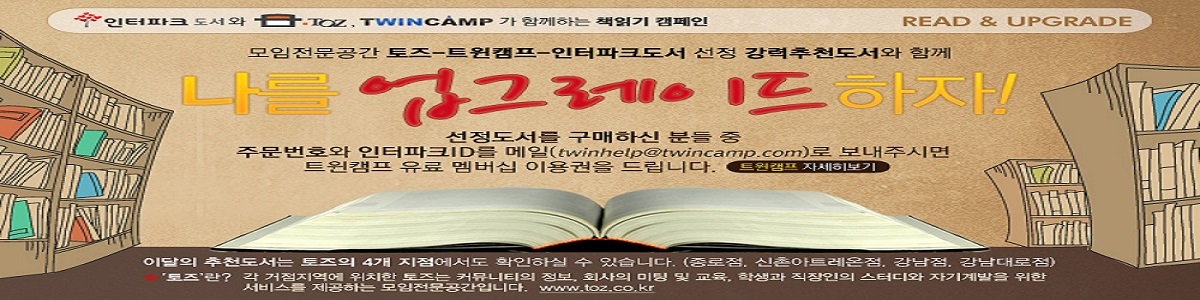 인터파크 도서와 TOZ, TWINCAMP 가 함께하는 책읽기 캠페인
READ & UPGRADE
모임전문공간 토즈-트윈캠프-인터파크도서 선정 강력추천도서와 함께
나를 업그레이드 하자!
선정도서를 구매하신 분들 중
주문번호와 인터파크ID를 메일(twinhelp@twincamp.com)로 보내주시면
트윈캠프 유료 멤버십 이용권을 드립니다. 트윈캠프 자세히보기
이달의 추천도서는 토즈의 4개 지점에서도 확인하실 수 있습니다. (종로점, 신촌아트레온점, 강남점, 강남대로점)
'토즈'란? 각 거점지역에 위치한 토즈는 커뮤니티의 정보, 회사의 미팅 및 교육, 학생과 직장인의 스터디와 자기계발을 위한
서비스를 제공하는 모임전문공간입니다. www.toz.co.kr